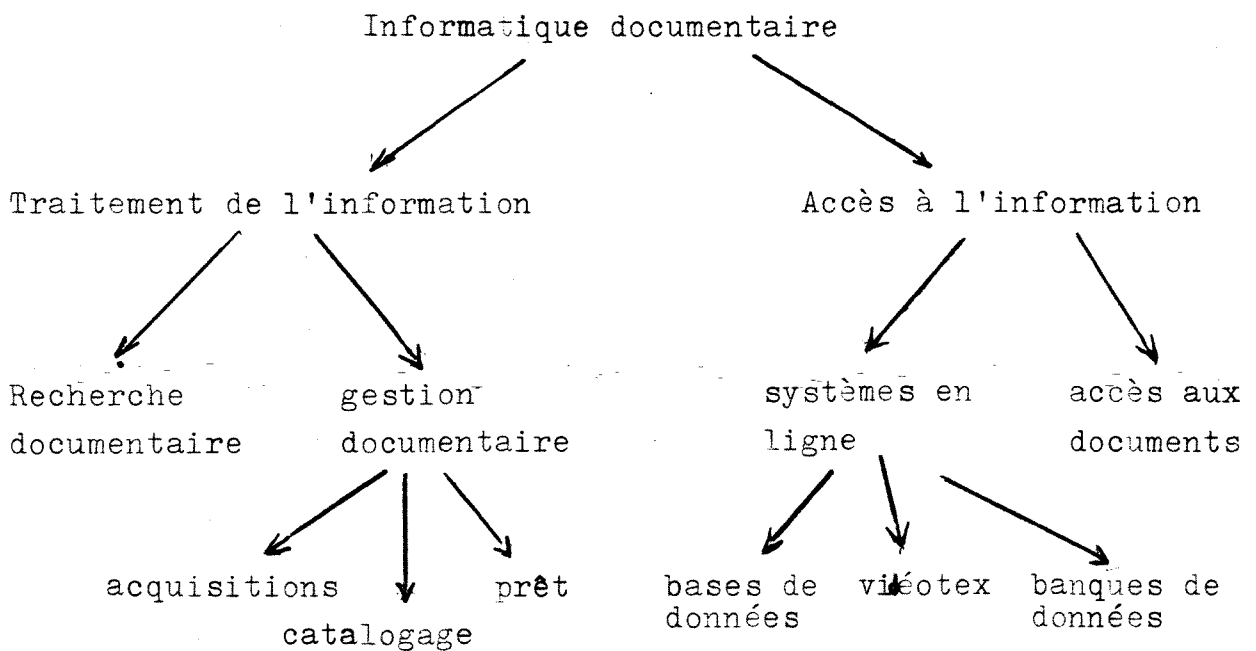 Informatique documentaire
Traitement de l'information Accès à l'information
Recherche gestion systèmes en accès aux
documentaire documentaire ligne documents
acquisitions prêt bases de vidéotex banques de
données données
catalogage